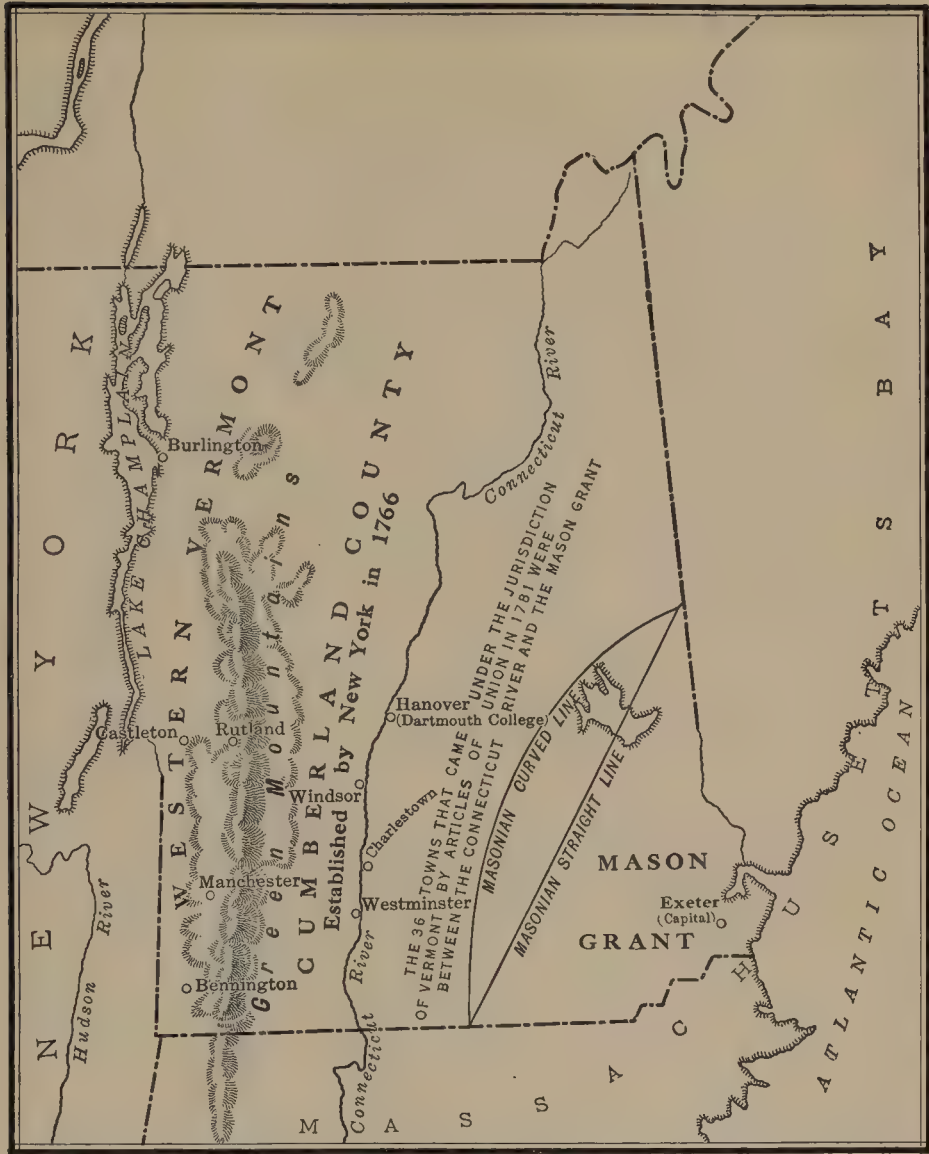 NEW YORK
Hudson River
LAKE CHAMPLAIN
Burlington
Castleton
Rutland
WESTERN VERMONT
Manchester
Bennington
Green Mountains
CUMBERLAND COUNTY
Established by New York in 1766
Windsor
Charlestown
Westminster
Hanover
(Dartmouth College)
Connecticut River
Connecticut River
THE 36 TOWNS THAT CAME UNDER THE JURISDICTION
OF VERMONT BY ARTICLES OF UNION IN 1781 WERE
BETWEEN THE CONNECTICUT RIVER AND THE MASON GRANT
MASONIAN CURVED LINE
MASONIAN STRAIGHT LINE
MASON
GRANT
Exeter
(Capital)
MASSACHUSETTS BAY
ATLANTIC OCEAN